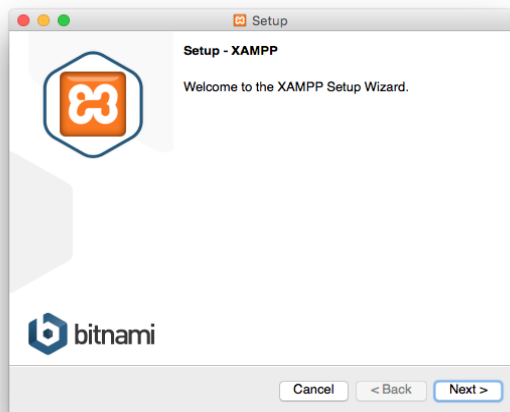 Setup
Setup - XAMPP
Welcome to the XAMPP Setup Wizard.
bitnami
Cancel
< Back
Next >